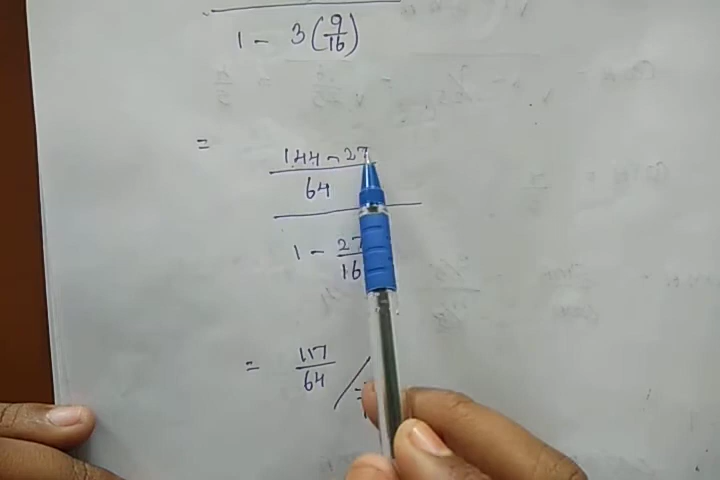 1 - 3 (9/16)
=
144 - 27
64
1 - 27/16
= 117/64 /